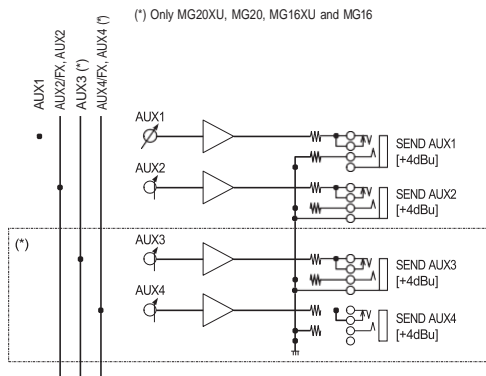 (*) Only MG20XU, MG20, MG16XU and MG16
AUX1
AUX2/FX, AUX2
AUX3 (*)
AUX4/FX, AUX4 (*)
AUX1
SEND AUX1
[+4dBu]
AUX2
SEND AUX2
[+4dBu]
(*)
AUX3
SEND AUX3
[+4dBu]
AUX4
SEND AUX4
[+4dBu]